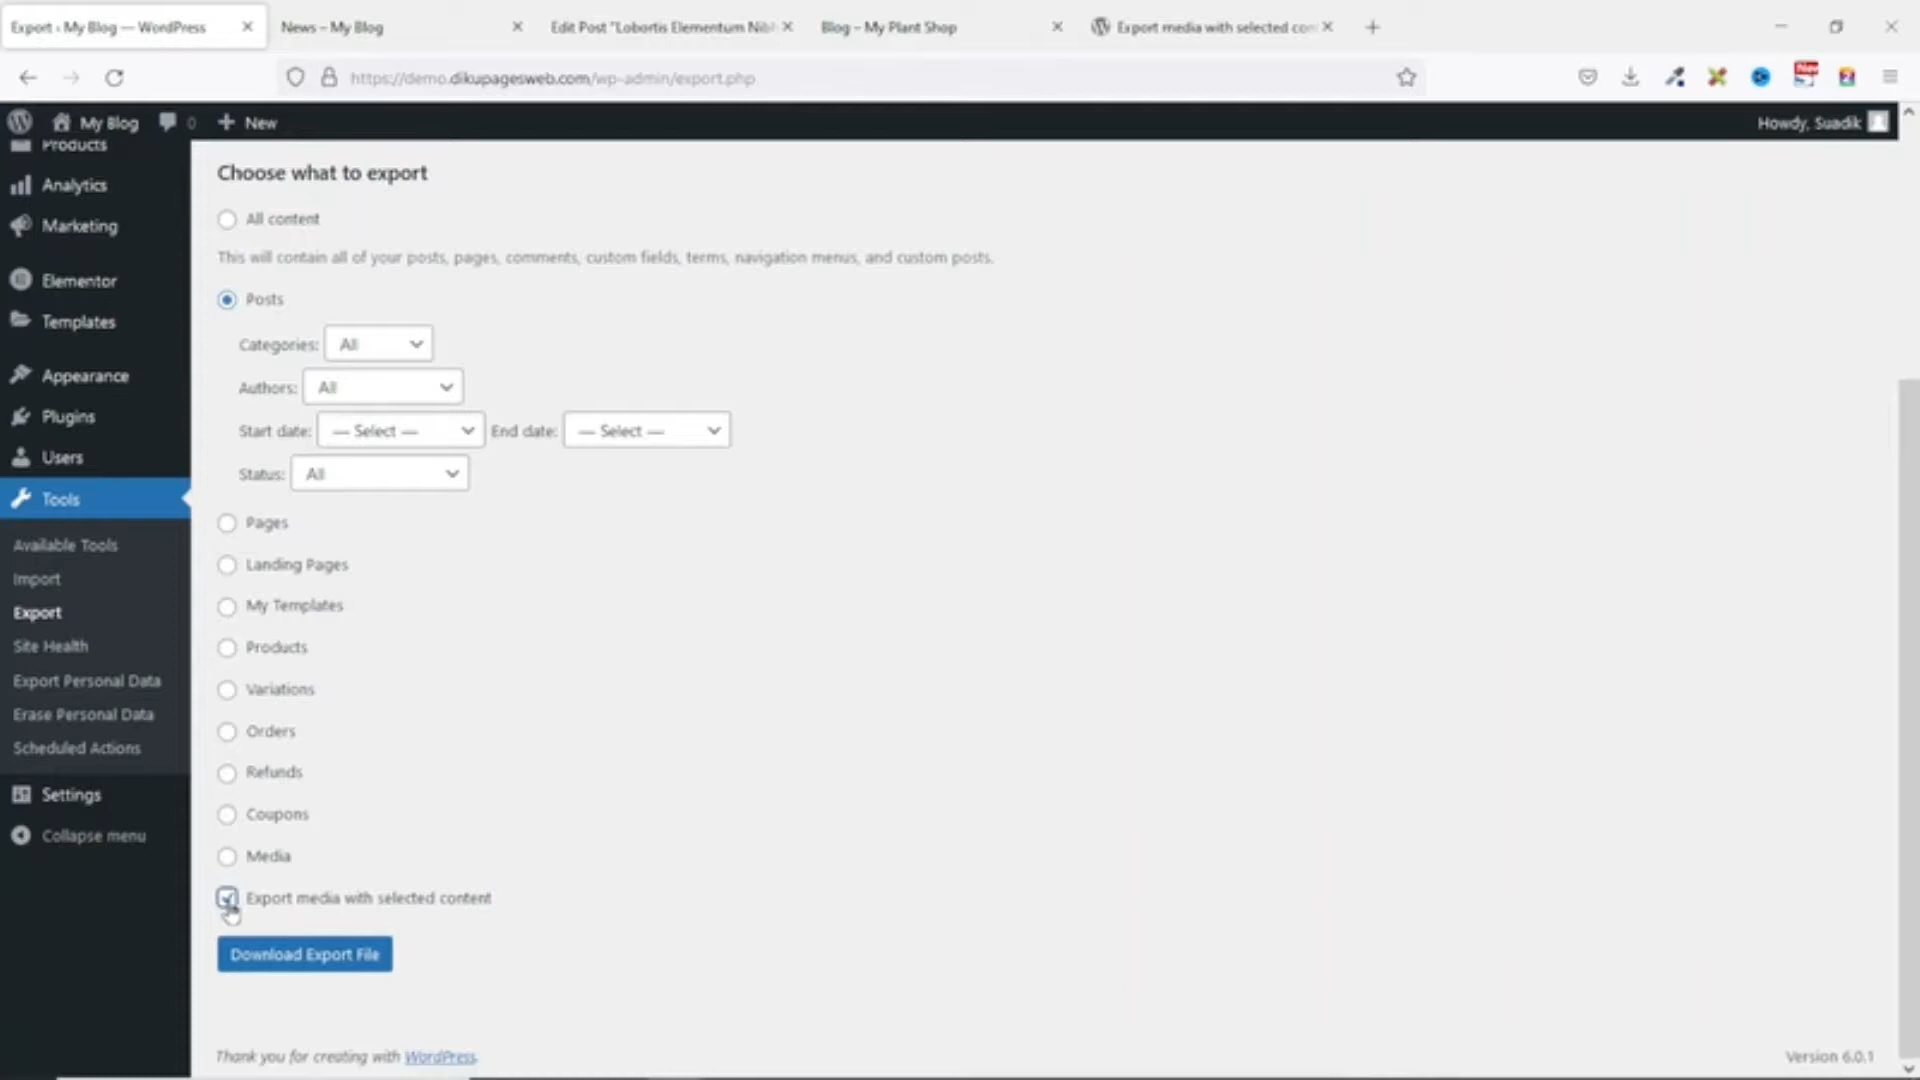 Export ‹ My Blog — WordPress
News – My Blog
Edit Post "Lobortis Elementum Nibh
Blog – My Plant Shop
Export media with selected con
https://demo.dikupagesweb.com/wp-admin/export.php
My Blog
0
New
Howdy, Suadik
Products
Analytics
Marketing
Elementor
Templates
Appearance
Plugins
Users
Tools
Available Tools
Import
Export
Site Health
Export Personal Data
Erase Personal Data
Scheduled Actions
Settings
Collapse menu
Choose what to export
All content
This will contain all of your posts, pages, comments, custom fields, terms, navigation menus, and custom posts.
Posts
Categories: All
Authors: All
Start date: — Select — End date: — Select —
Status: All
Pages
Landing Pages
My Templates
Products
Variations
Orders
Refunds
Coupons
Media
Export media with selected content
Download Export File
Thank you for creating with WordPress.
Version 6.0.1